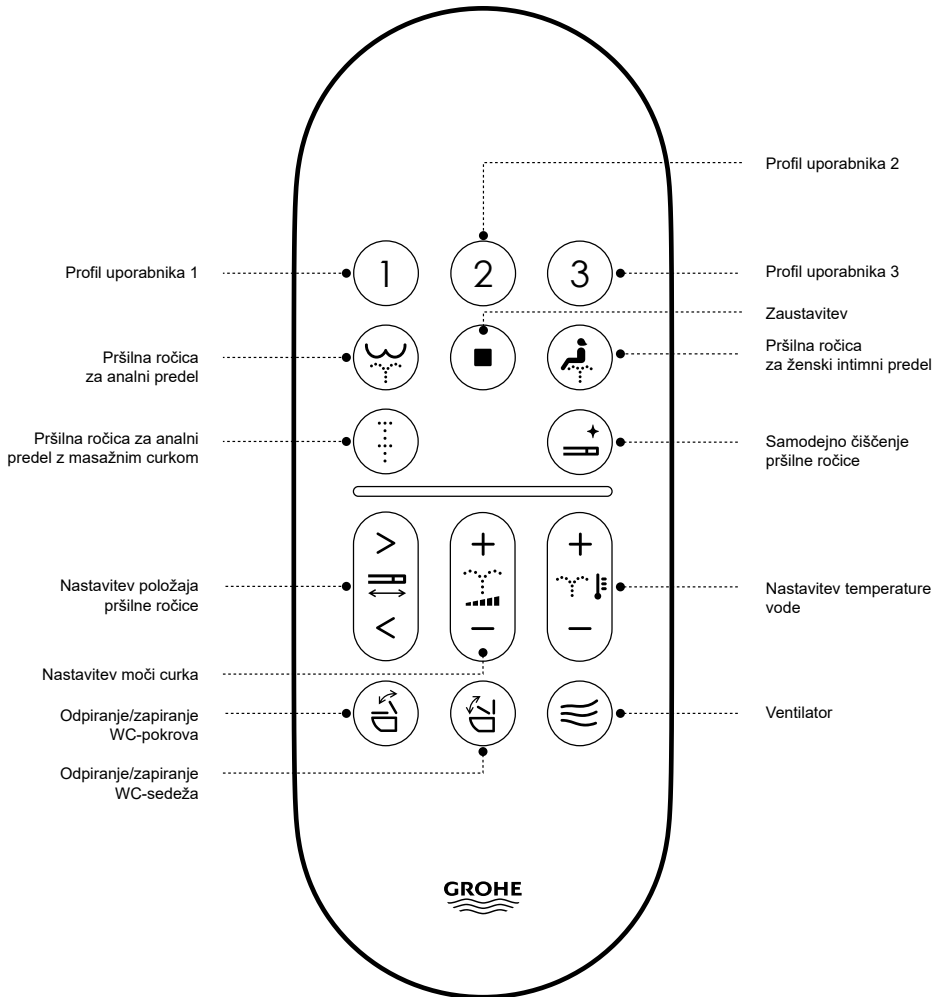 Profil uporabnika 2
Profil uporabnika 1
1
2
3
Profil uporabnika 3
Zaustavitev
Pršilna ročica
za analni predel
Pršilna ročica
za ženski intimni predel
Pršilna ročica za analni
predel z masažnim curkom
Samodejno čiščenje
pršilne ročice
>
+
+
Nastavitev položaja
pršilne ročice
Nastavitev temperature
vode
<
−
−
Nastavitev moči curka
Odpiranje/zapiranje
WC-pokrova
Ventilator
Odpiranje/zapiranje
WC-sedeža
GROHE